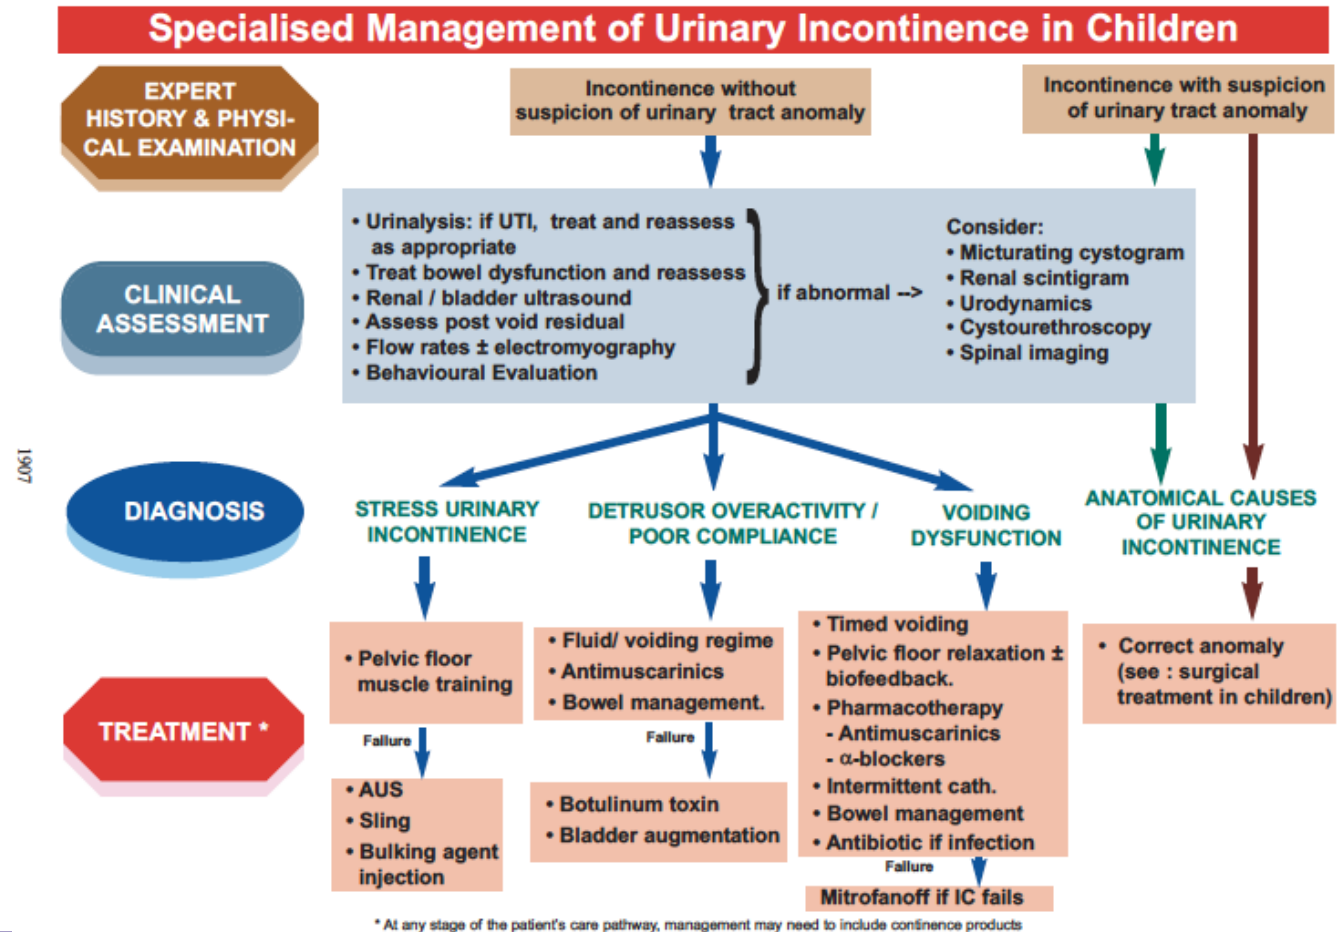 Specialised Management of Urinary Incontinence in Children
EXPERT
HISTORY & PHYSI-
CAL EXAMINATION
Incontinence without
suspicion of urinary tract anomaly
Incontinence with suspicion
of urinary tract anomaly
CLINICAL
ASSESSMENT
• Urinalysis: if UTI, treat and reassess
as appropriate
• Treat bowel dysfunction and reassess
• Renal / bladder ultrasound
• Assess post void residual
• Flow rates ± electromyography
• Behavioural Evaluation
if abnormal -->
Consider:
• Micturating cystogram
• Renal scintigram
• Urodynamics
• Cystourethroscopy
• Spinal imaging
1907
DIAGNOSIS
STRESS URINARY
INCONTINENCE
DETRUSOR OVERACTIVITY /
POOR COMPLIANCE
VOIDING
DYSFUNCTION
ANATOMICAL CAUSES
OF URINARY
INCONTINENCE
TREATMENT *
• Pelvic floor
muscle training
Failure
• AUS
• Sling
• Bulking agent
injection
• Fluid/ voiding regime
• Antimuscarinics
• Bowel management.
Failure
• Botulinum toxin
• Bladder augmentation
• Timed voiding
• Pelvic floor relaxation ±
biofeedback.
• Pharmacotherapy
- Antimuscarinics
- α-blockers
• Intermittent cath.
• Bowel management
• Antibiotic if infection
Failure
Mitrofanoff if IC fails
• Correct anomaly
(see : surgical
treatment in children)
* At any stage of the patient's care pathway, management may need to include continence products